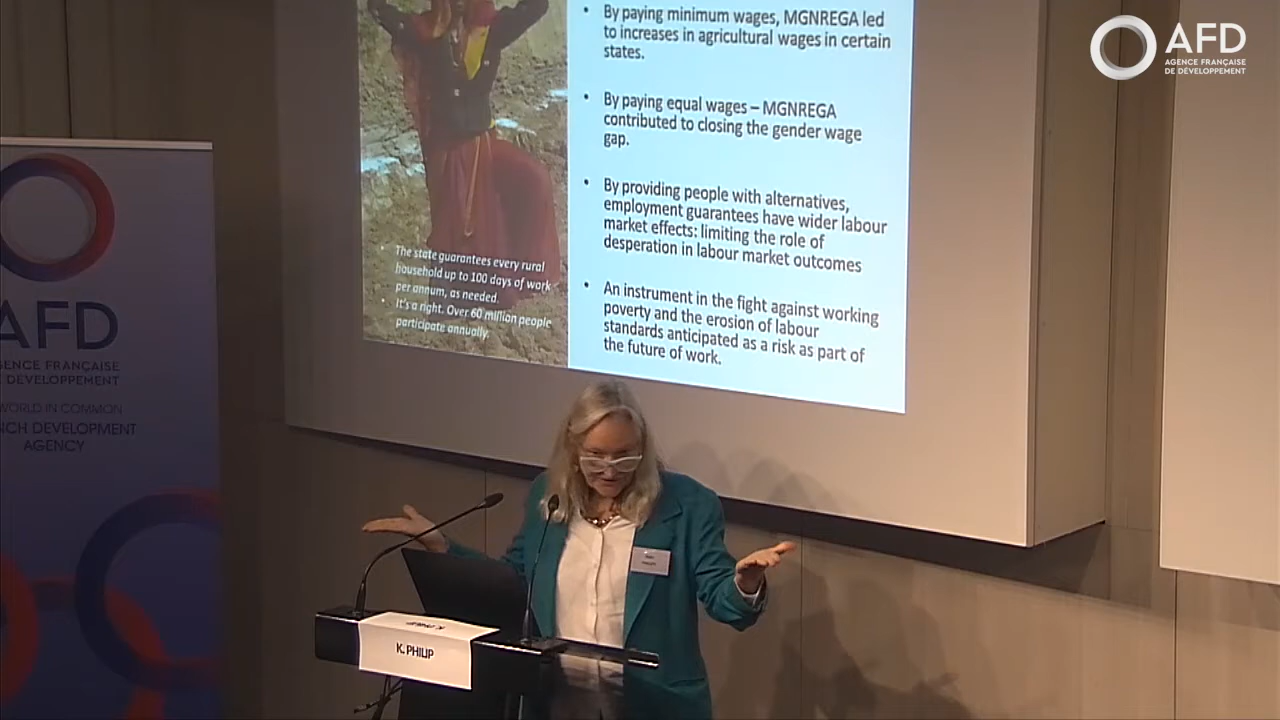 AFD
AGENCE FRANÇAISE
DE DÉVELOPPEMENT
• By paying minimum wages, MGNREGA led
to increases in agricultural wages in certain
states.
• By paying equal wages – MGNREGA
contributed to closing the gender wage
gap.
• By providing people with alternatives,
employment guarantees have wider labour
market effects: limiting the role of
desperation in labour market outcomes
• An instrument in the fight against working
poverty and the erosion of labour
standards anticipated as a risk as part of
the future of work.
• The state guarantees every rural
household up to 100 days of work
per annum, as needed.
• It's a right. Over 60 million people
participate annually.
AFD
ENCE FRANÇAISE
E DÉVELOPPEMENT
WORLD IN COMMON
NCH DEVELOPMENT
AGENCY
K. PHILIP
K. PHILIP